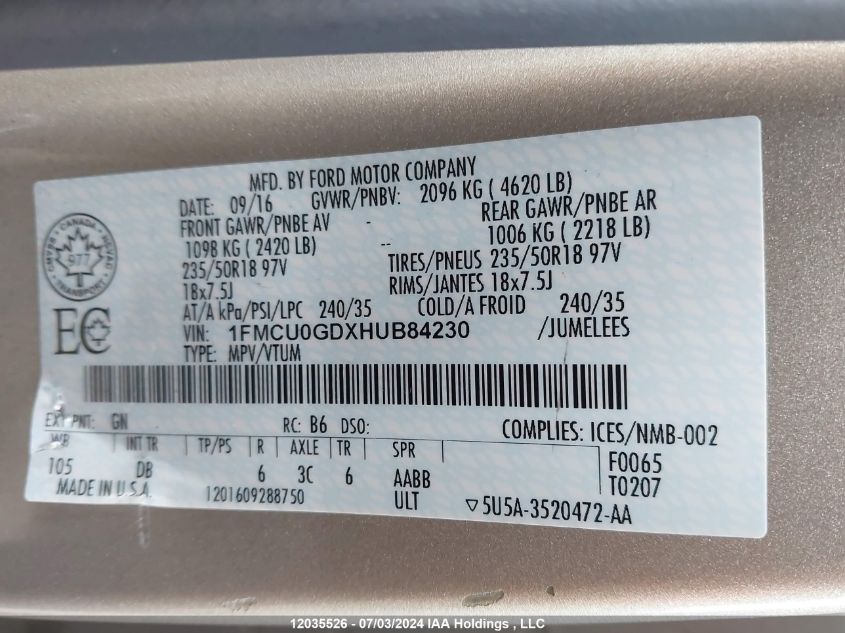 MFD. BY FORD MOTOR COMPANY
DATE: 09/16 GVWR/PNBV: 2096 KG ( 4620 LB)
FRONT GAWR/PNBE AV - REAR GAWR/PNBE AR
1098 KG ( 2420 LB) -- 1006 KG ( 2218 LB)
235/50R18 97V TIRES/PNEUS 235/50R18 97V
18x7.5J RIMS/JANTES 18x7.5J
AT/A kPa/PSI/LPC 240/35 COLD/A FROID 240/35
VIN: 1FMCU0GDXHUB84230 /JUMELEES
TYPE: MPV/VTUM
CANADA
977
TRANSPORT
EC
EXT PNT: GN RC: B6 DSO:
COMPLIES: ICES/NMB-002
WB INT TR TP/PS R AXLE TR SPR F0065
105 DB 6 3C 6 AABB T0207
MADE IN U.S.A. 1201609288750 ULT ▽5U5A-3520472-AA
12035526 - 07/03/2024 IAA Holdings , LLC